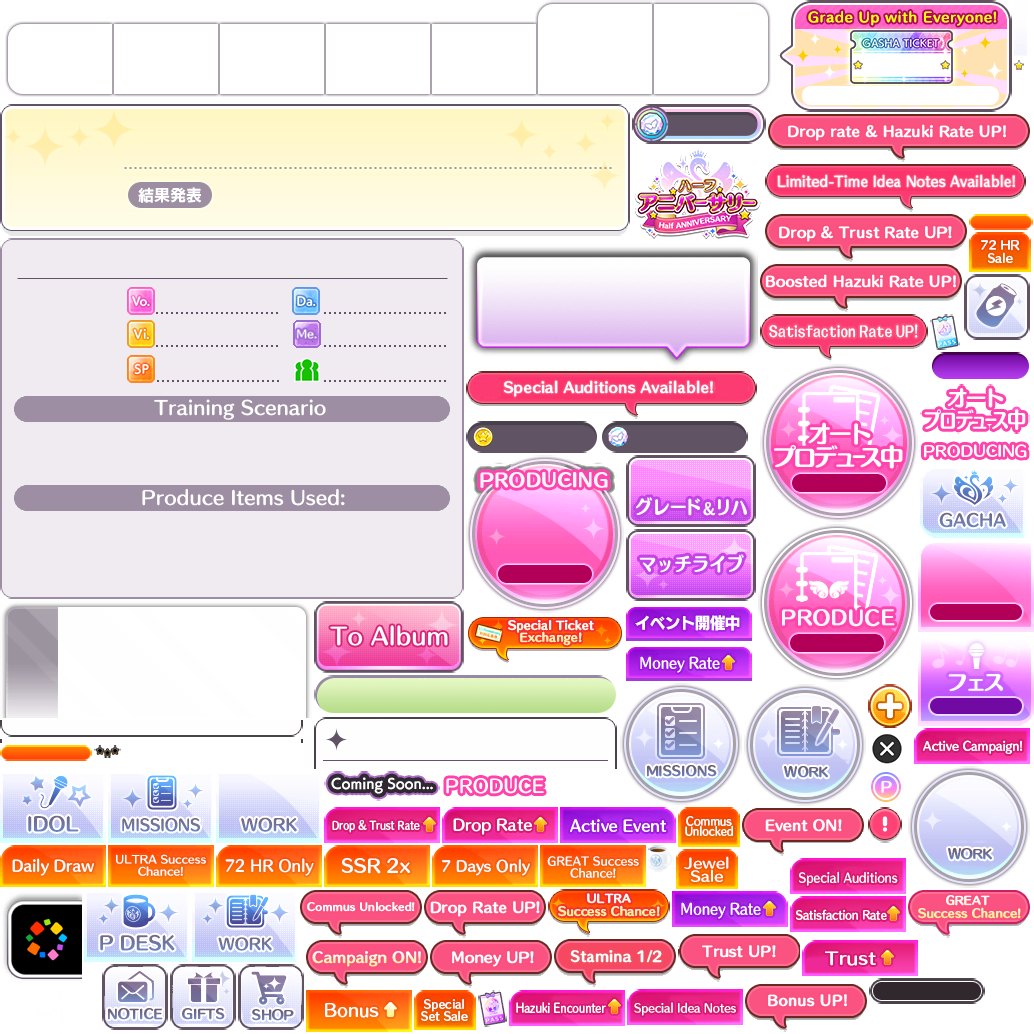 Grade Up with Everyone!
GASHA TICKET
Drop rate & Hazuki Rate UP!
結果発表
ハーフ
アニバーサリー
Half ANNIVERSARY
Limited-Time Idea Notes Available!
Drop & Trust Rate UP!
72 HR
Sale
Boosted Hazuki Rate UP!
Vo.
Da.
Vi.
Me.
SP
Satisfaction Rate UP!
PASS
Training Scenario
Special Auditions Available!
オート
プロデュース中
オート
プロデュース中
PRODUCING
PRODUCING
Produce Items Used:
グレード&リハ
GACHA
マッチライブ
PRODUCE
To Album
Special Ticket
Exchange!
イベント開催中
Money Rate
フェス
MISSIONS
WORK
Active Campaign!
P
Coming Soon...
PRODUCE
IDOL
MISSIONS
WORK
Drop & Trust Rate
Drop Rate
Active Event
Commus
Unlocked
Event ON!
!
WORK
Daily Draw
ULTRA Success
Chance!
72 HR Only
SSR 2x
7 Days Only
GREAT Success
Chance!
Jewel
Sale
Special Auditions
P DESK
WORK
Commus Unlocked!
Drop Rate UP!
ULTRA
Success Chance!
Money Rate
Satisfaction Rate
GREAT
Success Chance!
Campaign ON!
Money UP!
Stamina 1/2
Trust UP!
Trust
NOTICE
GIFTS
SHOP
Bonus
Special
Set Sale
PASS
Hazuki Encounter
Special Idea Notes
Bonus UP!